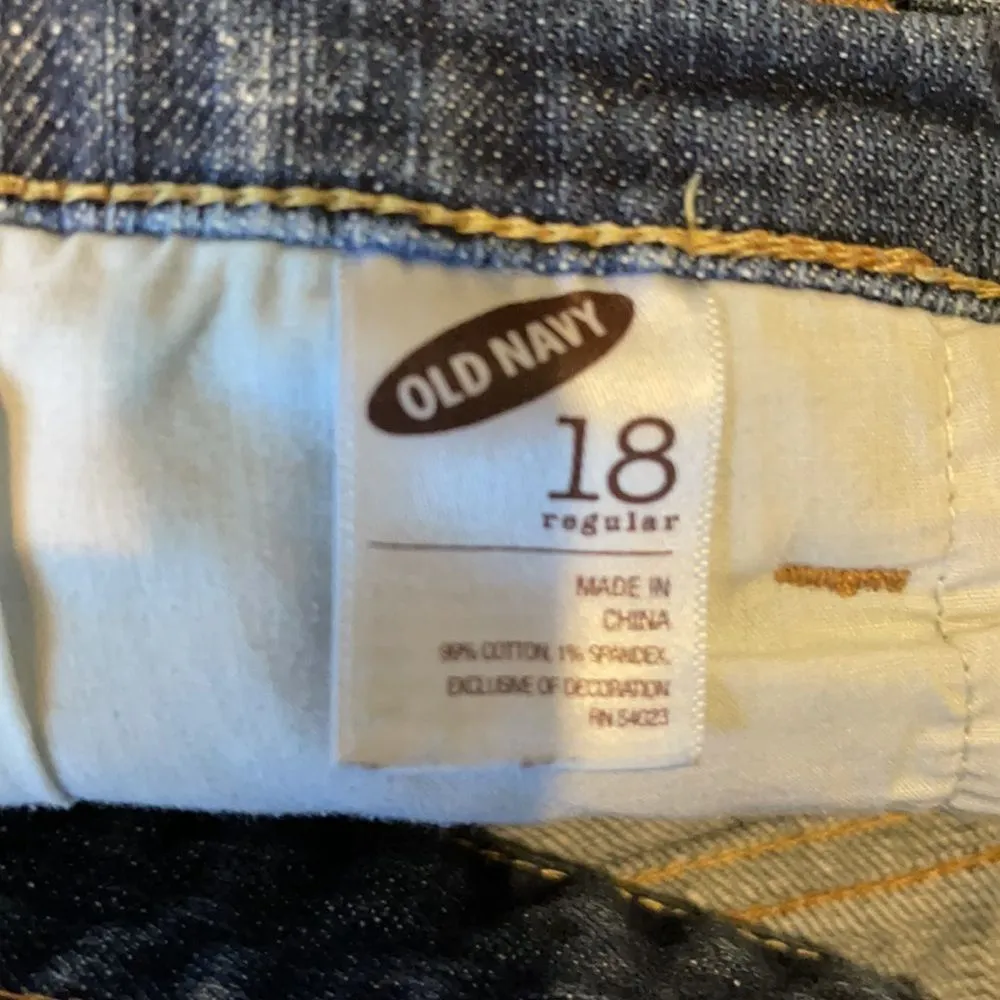 OLD NAVY
18
regular
MADE IN
CHINA
99% COTTON, 1% SPANDEX,
EXCLUSIVE OF DECORATION
RN 54023